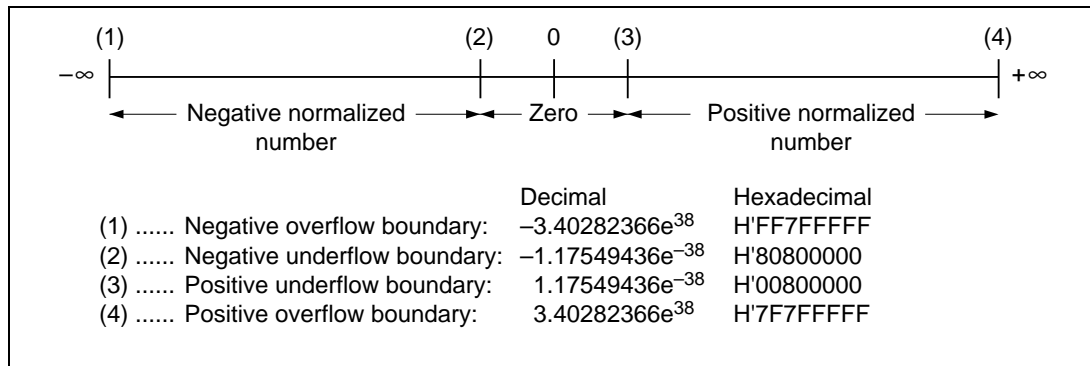 (1) (2) 0 (3) (4)
−∞ +∞
Negative normalized number Zero Positive normalized number
Decimal Hexadecimal
(1) ...... Negative overflow boundary: –3.40282366e38 H'FF7FFFFF
(2) ...... Negative underflow boundary: –1.17549436e–38 H'80800000
(3) ...... Positive underflow boundary: 1.17549436e–38 H'00800000
(4) ...... Positive overflow boundary: 3.40282366e38 H'7F7FFFFF